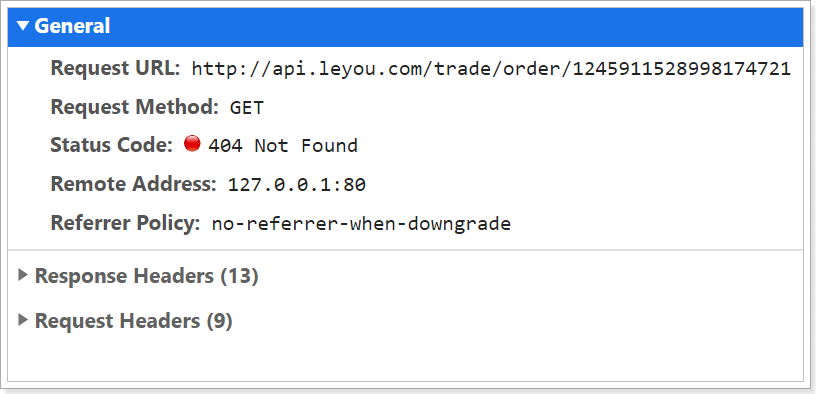 General
Request URL: http://api.leyou.com/trade/order/1245911528998174721
Request Method: GET
Status Code: 404 Not Found
Remote Address: 127.0.0.1:80
Referrer Policy: no-referrer-when-downgrade
Response Headers (13)
Request Headers (9)